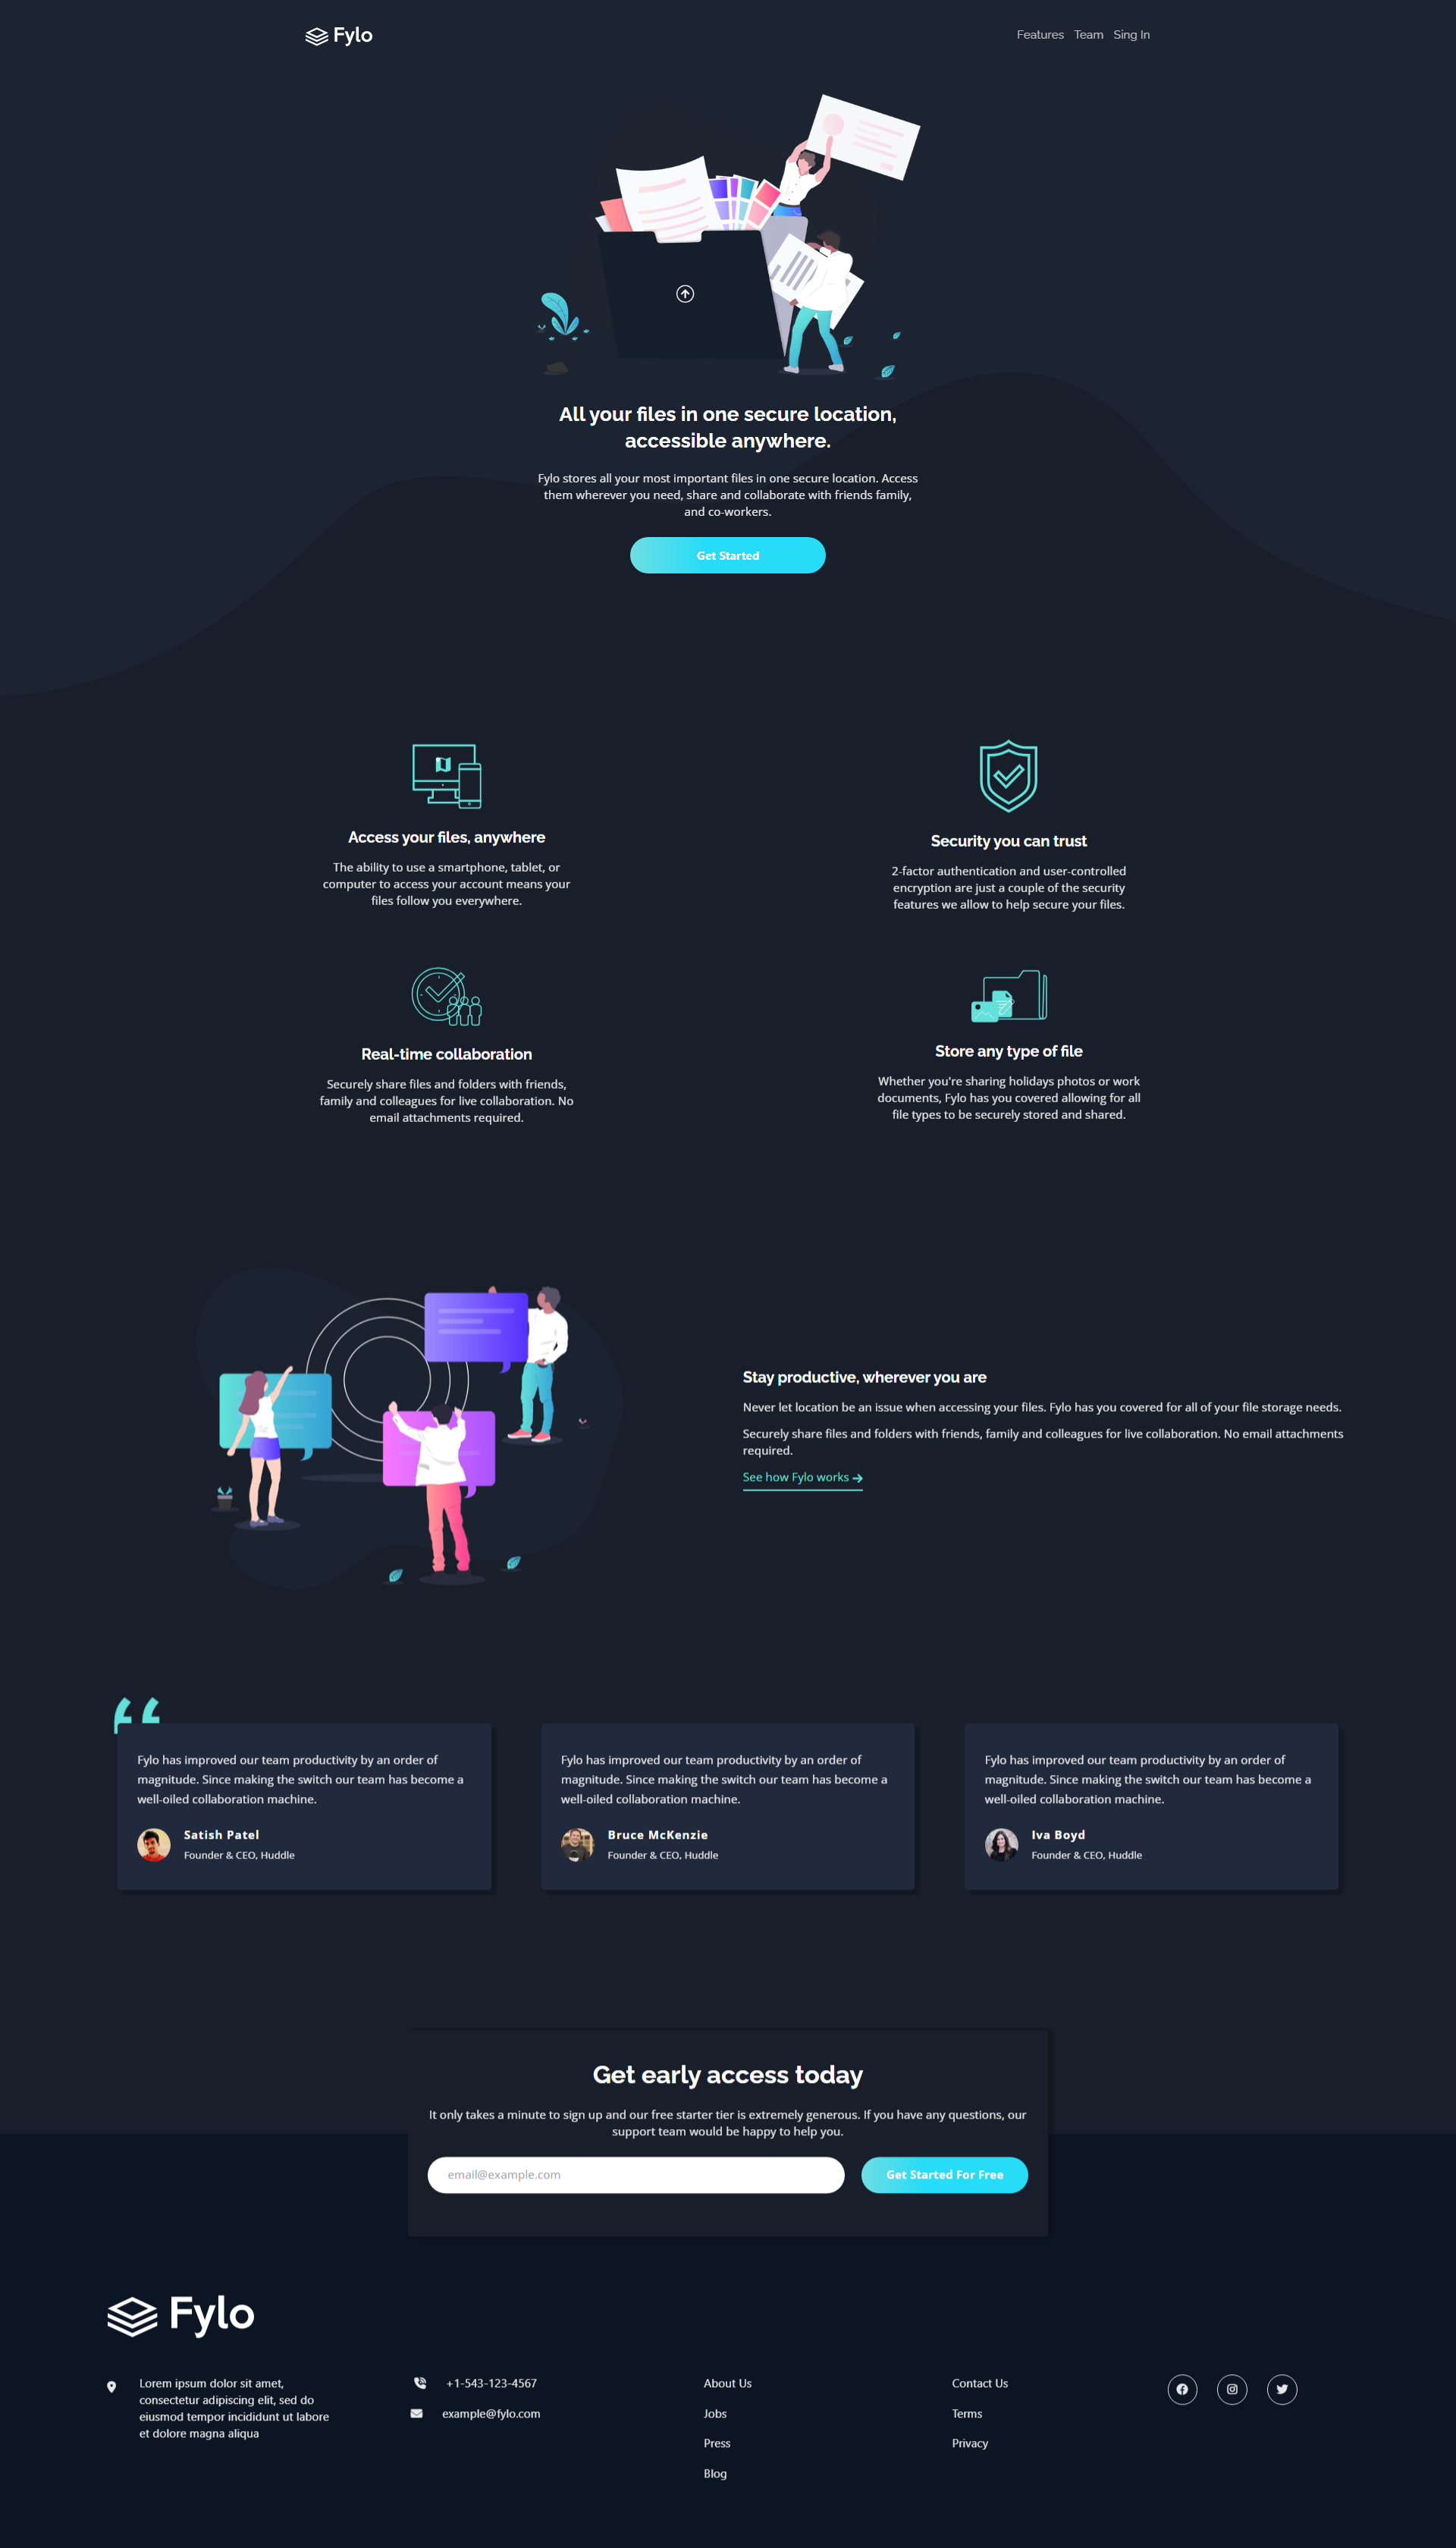 Fylo
Features Team Sing In
All your files in one secure location,
accessible anywhere.
Fylo stores all your most important files in one secure location. Access
them wherever you need, share and collaborate with friends family,
and co-workers.
Get Started
Access your files, anywhere
The ability to use a smartphone, tablet, or
computer to access your account means your
files follow you everywhere.
Security you can trust
2-factor authentication and user-controlled
encryption are just a couple of the security
features we allow to help secure your files.
Real-time collaboration
Securely share files and folders with friends,
family and colleagues for live collaboration. No
email attachments required.
Store any type of file
Whether you're sharing holidays photos or work
documents, Fylo has you covered allowing for all
file types to be securely stored and shared.
Stay productive, wherever you are
Never let location be an issue when accessing your files. Fylo has you covered for all of your file storage needs.
Securely share files and folders with friends, family and colleagues for live collaboration. No email attachments
required.
See how Fylo works
Fylo has improved our team productivity by an order of
magnitude. Since making the switch our team has become a
well-oiled collaboration machine.
Satish Patel
Founder & CEO, Huddle
Fylo has improved our team productivity by an order of
magnitude. Since making the switch our team has become a
well-oiled collaboration machine.
Bruce McKenzie
Founder & CEO, Huddle
Fylo has improved our team productivity by an order of
magnitude. Since making the switch our team has become a
well-oiled collaboration machine.
Iva Boyd
Founder & CEO, Huddle
Get early access today
It only takes a minute to sign up and our free starter tier is extremely generous. If you have any questions, our
support team would be happy to help you.
email@example.com
Get Started For Free
Fylo
Lorem ipsum dolor sit amet,
consectetur adipiscing elit, sed do
eiusmod tempor incididunt ut labore
et dolore magna aliqua
+1-543-123-4567
example@fylo.com
About Us
Jobs
Press
Blog
Contact Us
Terms
Privacy